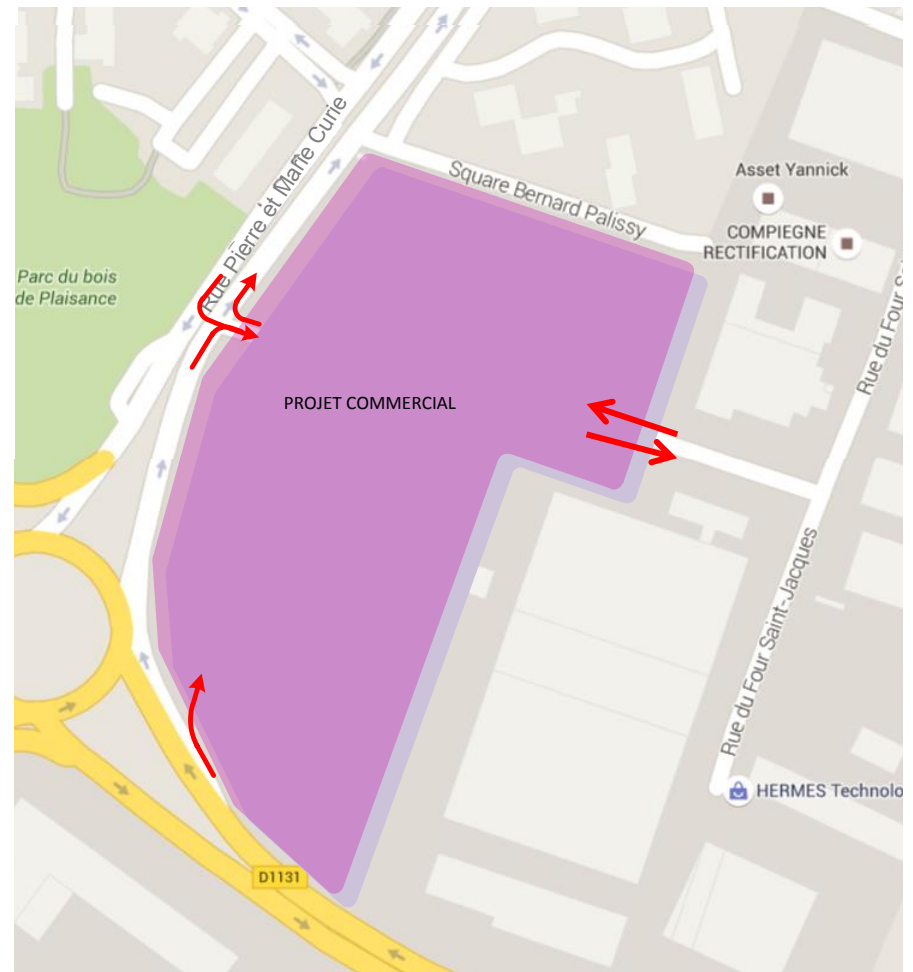 Rue Pierre et Marie Curie
Square Bernard Palissy
Asset Yannick
COMPIEGNE
RECTIFICATION
Parc du bois
de Plaisance
Rue du Four Sai
PROJET COMMERCIAL
Rue du Four Saint-Jacques
HERMES Technolo
D1131